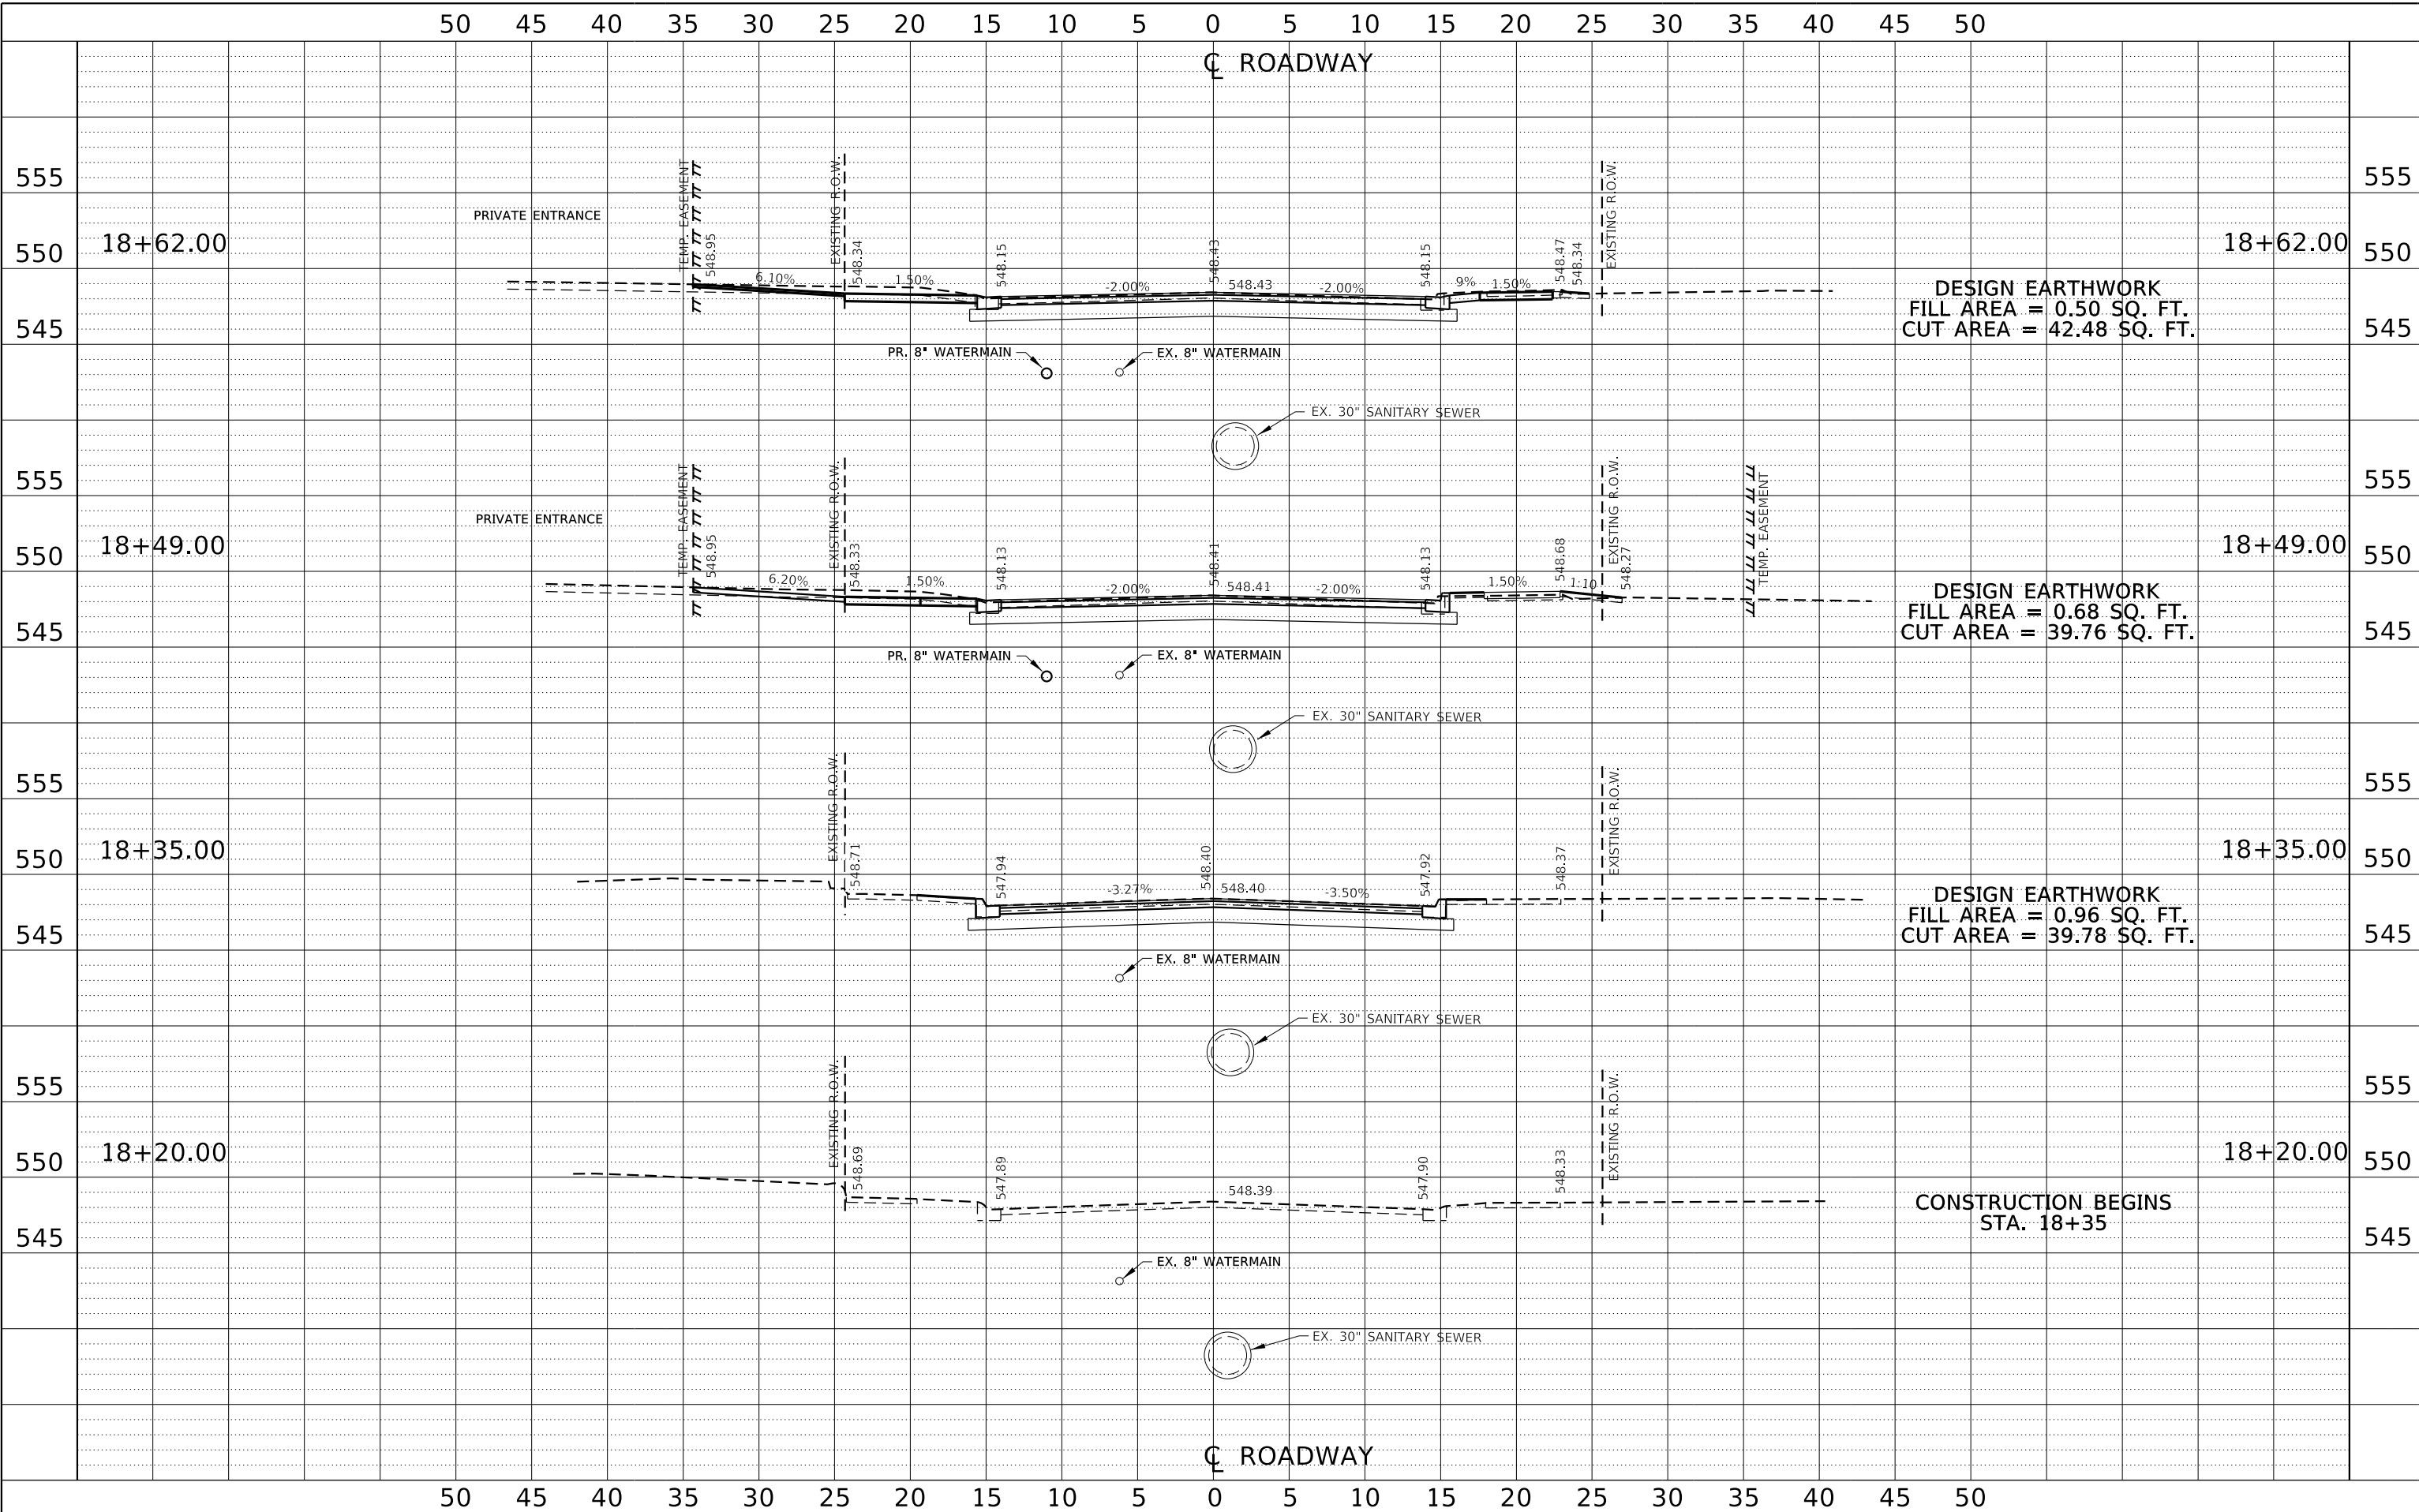 50 45 40 35 30 25 20 15 10 5 0 5 10 15 20 25 30 35 40 45 50
℄ ROADWAY
555
555
TEMP. EASEMENT
EXISTING R.O.W.
EXISTING R.O.W.
PRIVATE ENTRANCE
18+62.00
18+62.00
550
550
548.95
548.34
548.15
548.43
548.15
548.47
548.34
6.10%
1.50%
-2.00%
548.43
-2.00%
9%
1.50%
DESIGN EARTHWORK
FILL AREA = 0.50 SQ. FT.
CUT AREA = 42.48 SQ. FT.
545
545
PR. 8" WATERMAIN
EX. 8" WATERMAIN
EX. 30" SANITARY SEWER
555
555
TEMP. EASEMENT
EXISTING R.O.W.
EXISTING R.O.W.
TEMP. EASEMENT
PRIVATE ENTRANCE
18+49.00
18+49.00
550
550
548.95
548.33
548.13
548.41
548.13
548.68
548.27
6.20%
1.50%
-2.00%
548.41
-2.00%
1.50%
1:10
DESIGN EARTHWORK
FILL AREA = 0.68 SQ. FT.
CUT AREA = 39.76 SQ. FT.
545
545
PR. 8" WATERMAIN
EX. 8" WATERMAIN
EX. 30" SANITARY SEWER
555
555
EXISTING R.O.W.
EXISTING R.O.W.
18+35.00
18+35.00
550
550
548.71
547.94
548.40
547.92
548.37
-3.27%
548.40
-3.50%
DESIGN EARTHWORK
FILL AREA = 0.96 SQ. FT.
CUT AREA = 39.78 SQ. FT.
545
545
EX. 8" WATERMAIN
EX. 30" SANITARY SEWER
555
555
EXISTING R.O.W.
EXISTING R.O.W.
18+20.00
18+20.00
550
550
548.69
547.89
548.39
547.90
548.33
CONSTRUCTION BEGINS
STA. 18+35
545
545
EX. 8" WATERMAIN
EX. 30" SANITARY SEWER
℄ ROADWAY
50 45 40 35 30 25 20 15 10 5 0 5 10 15 20 25 30 35 40 45 50